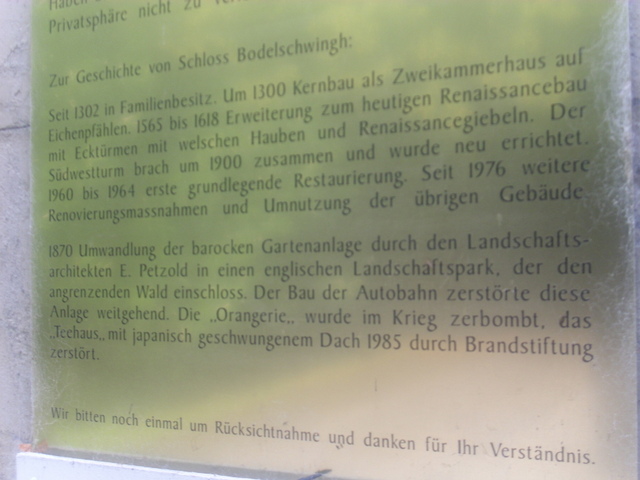 Haben
Privatsphäre nicht zu
Zur Geschichte von Schloss Bodelschwingh:
Seit 1302 in Familienbesitz. Um 1300 Kernbau als Zweikammerhaus auf
Eichenpfählen. 1565 bis 1618 Erweiterung zum heutigen Renaissancebau
mit Ecktürmen mit welschen Hauben und Renaissancegiebeln. Der
Südwestturm brach um 1900 zusammen und wurde neu errichtet.
1960 bis 1964 erste grundlegende Restaurierung. Seit 1976 weitere
Renovierungsmassnahmen und Umnutzung der übrigen Gebäude.
1870 Umwandlung der barocken Gartenanlage durch den Landschafts-
architekten E. Petzold in einen englischen Landschaftspark, der den
angrenzenden Wald einschloss. Der Bau der Autobahn zerstörte diese
Anlage weitgehend. Die „Orangerie„ wurde im Krieg zerbombt, das
„Teehaus„ mit japanisch geschwungenem Dach 1985 durch Brandstiftung
zerstört.
Wir bitten noch einmal um Rücksichtnahme und danken für Ihr Verständnis.